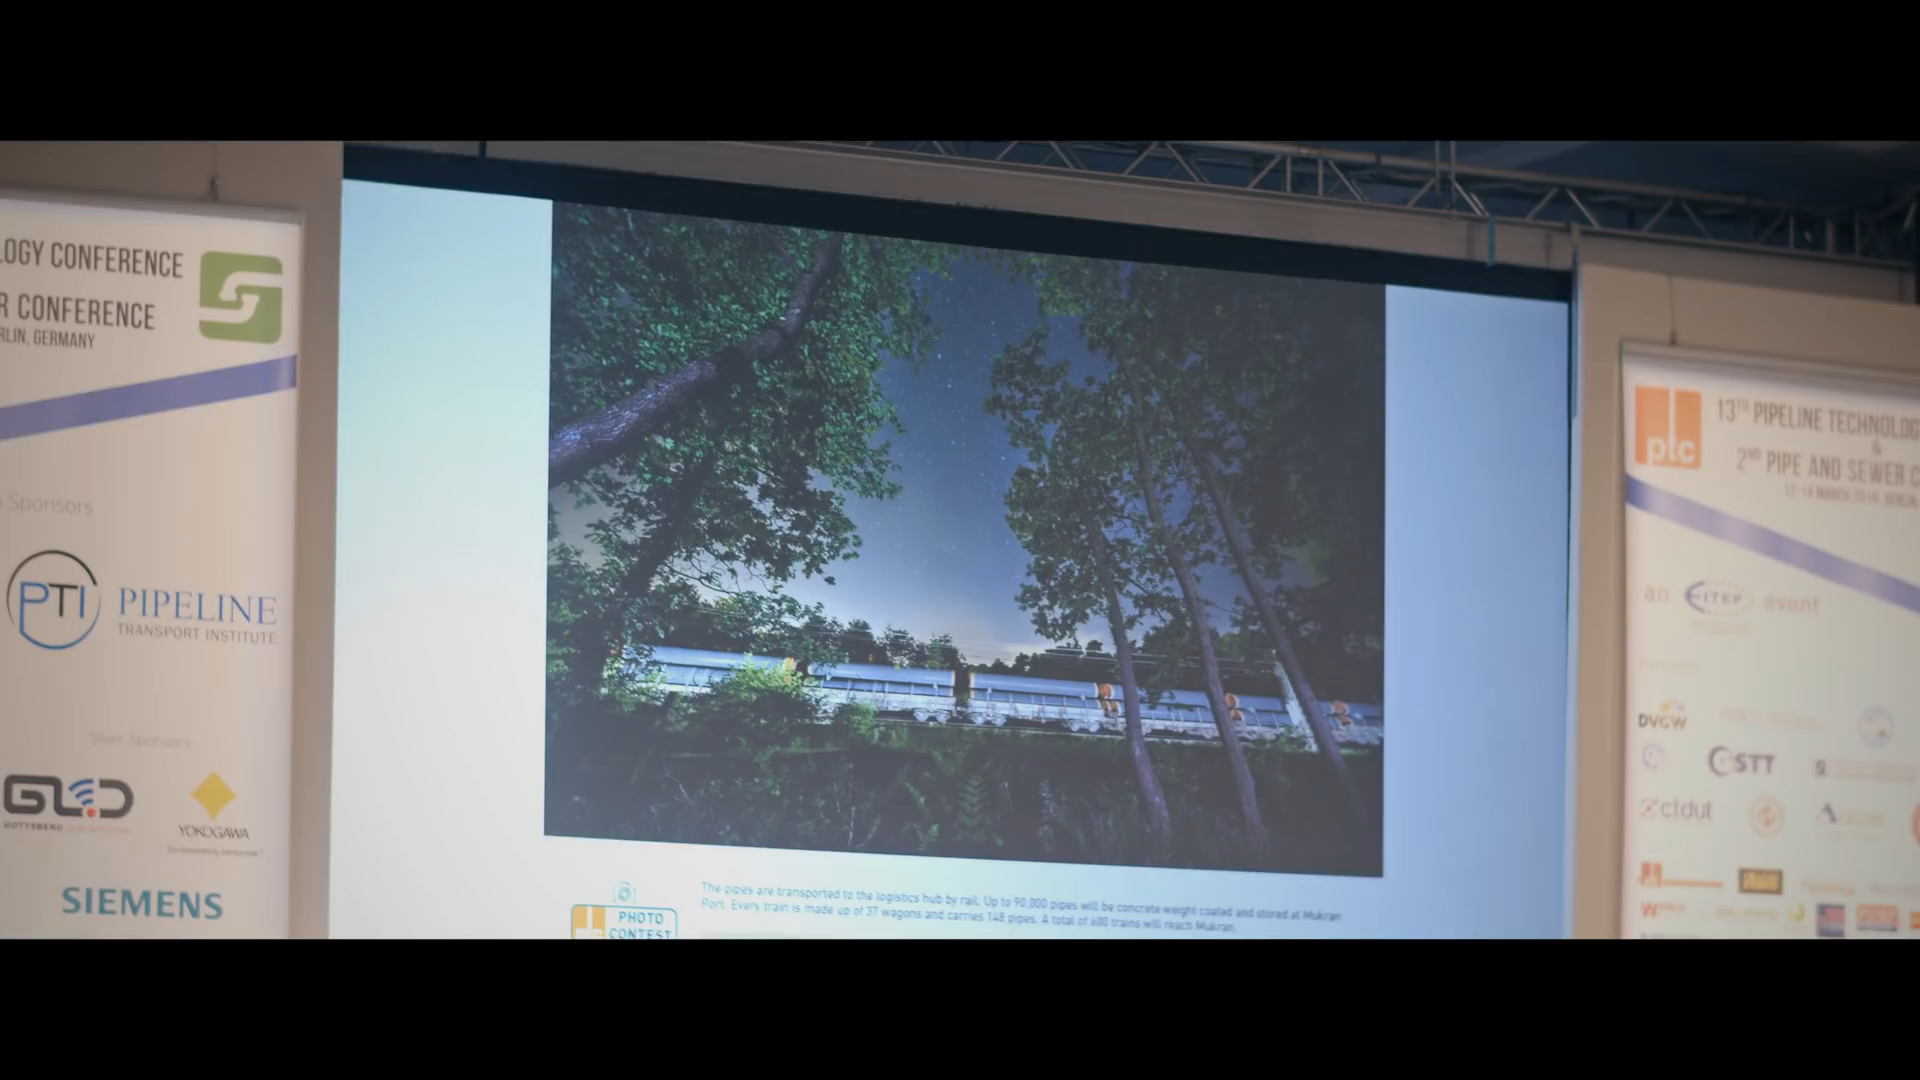 LOGY CONFERENCE
R CONFERENCE
RLIN, GERMANY
Sponsors
PTI PIPELINE
TRANSPORT INSTITUTE
Silver Sponsors
GLD
GOTTSBERG
YOKOGAWA
SIEMENS
The pipes are transported to the logistics hub by rail. Up to 90,000 pipes will be concrete weight coated and stored at Mukran
Port. Every train is made up of 37 wagons and carries 148 pipes. A total of 600 trains will reach Mukran.
PHOTO
CONTEST
ptc
13TH PIPELINE TECHNOLOG
&
2ND PIPE AND SEWER C
12-14 MARCH 2018, BERLIN
an EITEP event
DVGW
STT
ctdut